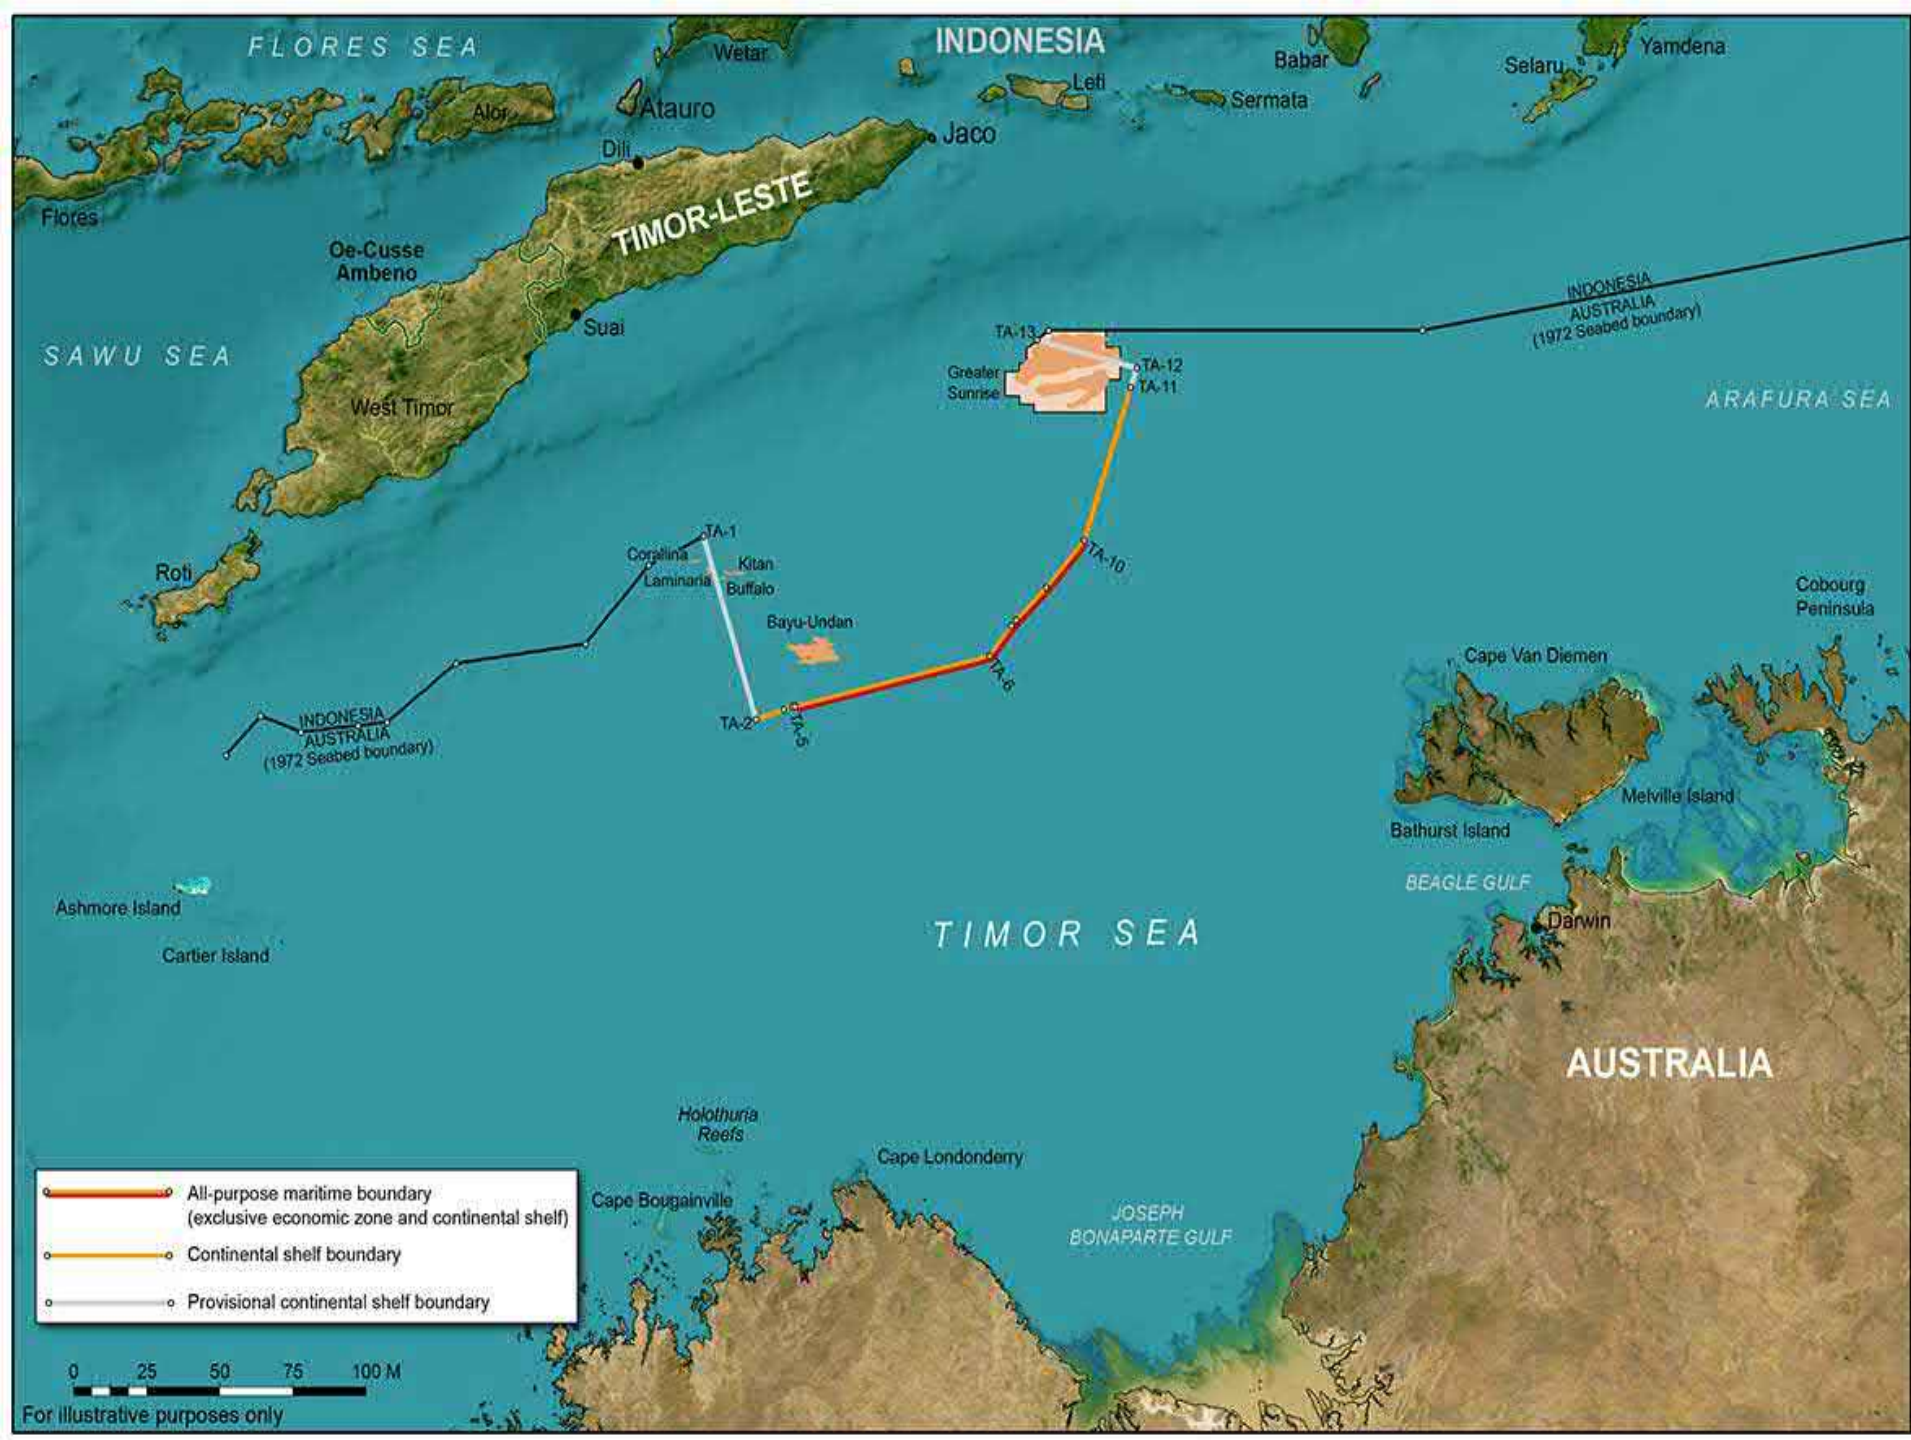 FLORES SEA
INDONESIA
Wetar
Babar
Selaru
Yamdena
Alor
Atauro
Leti
Sermata
Dili
Jaco
Flores
TIMOR-LESTE
Oe-Cusse
Ambeno
INDONESIA
AUSTRALIA
(1972 Seabed boundary)
Suai
SAWU SEA
TA-13
TA-12
Greater
Sunrise
TA-11
ARAFURA SEA
West Timor
TA-1
Corallina
Kitan
Laminaria
Buffalo
TA-10
Roti
Cobourg
Peninsula
Bayu-Undan
TA-6
Cape Van Diemen
TA-2
TA-5
INDONESIA
AUSTRALIA
(1972 Seabed boundary)
Melville Island
Bathurst Island
BEAGLE GULF
Ashmore Island
Darwin
TIMOR SEA
Cartier Island
AUSTRALIA
Holothuria
Reefs
Cape Londonderry
All-purpose maritime boundary
(exclusive economic zone and continental shelf)
Cape Bougainville
JOSEPH
BONAPARTE GULF
Continental shelf boundary
Provisional continental shelf boundary
0 25 50 75 100 M
For illustrative purposes only